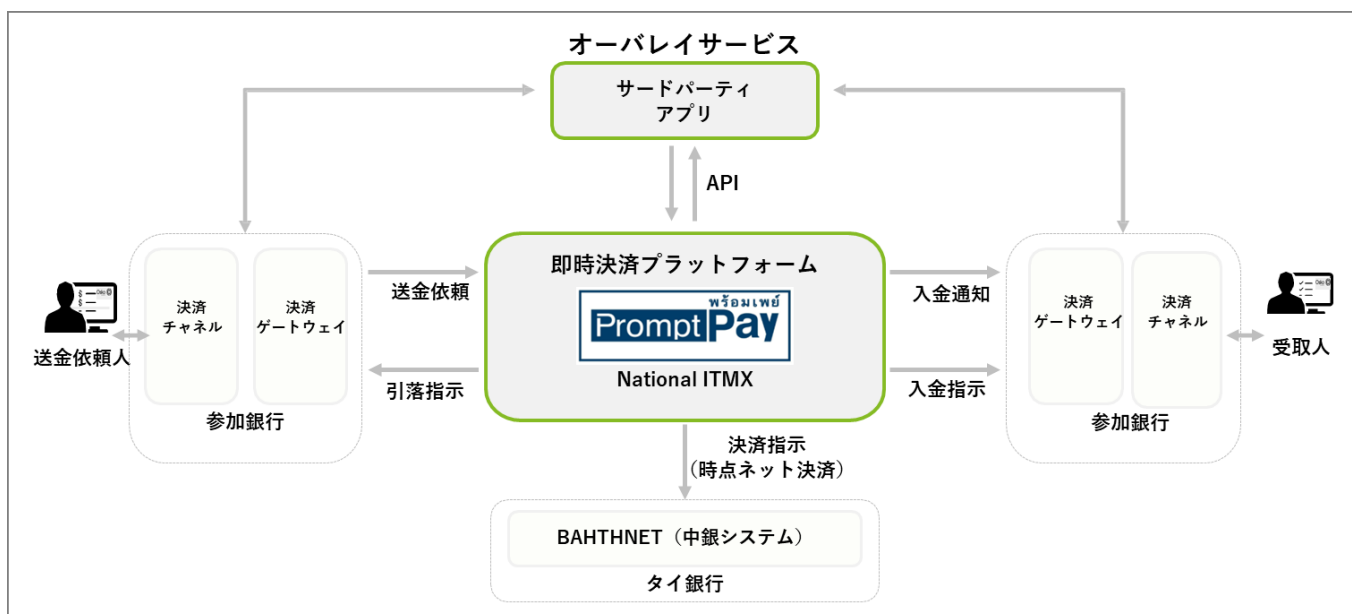 オーバレイサービス
サードパーティ
アプリ
API
即時決済プラットフォーム
พร้อมเพย์
PromptPay
National ITMX
送金依頼
引落指示
入金通知
入金指示
送金依頼人
決済
チャネル
決済
ゲートウェイ
参加銀行
決済
ゲートウェイ
決済
チャネル
参加銀行
受取人
決済指示
（時点ネット決済）
BAHTHNET（中銀システム）
タイ銀行